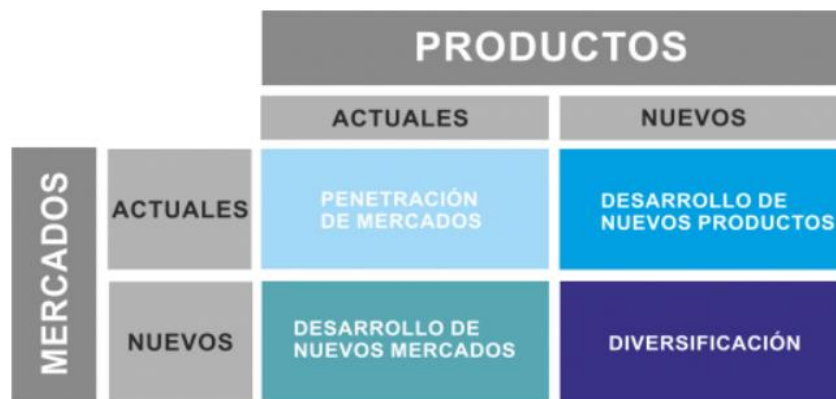 PRODUCTOS
ACTUALES
NUEVOS
MERCADOS
ACTUALES
PENETRACIÓN
DE MERCADOS
DESARROLLO DE
NUEVOS PRODUCTOS
NUEVOS
DESARROLLO DE
NUEVOS MERCADOS
DIVERSIFICACIÓN